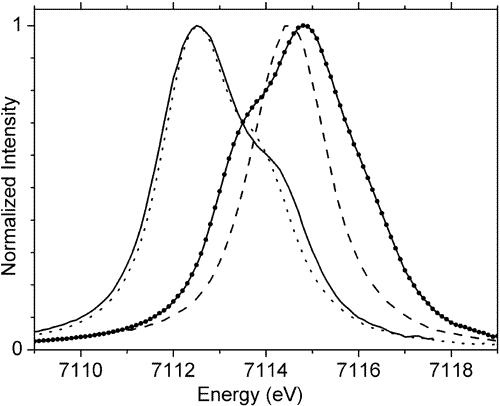 1
Normalized Intensity
0
7110 7112 7114 7116 7118
Energy (eV)